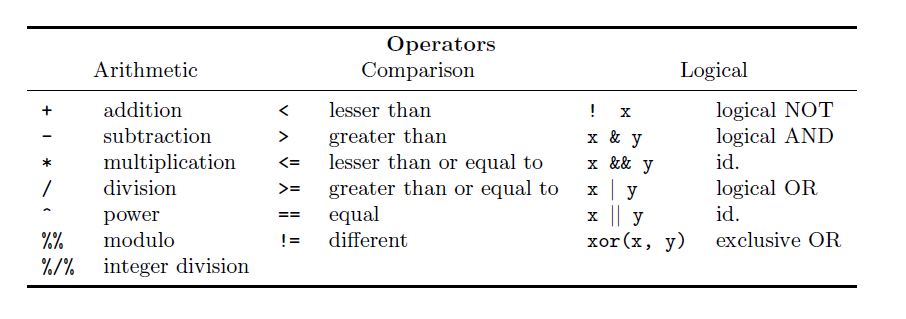 Operators
Arithmetic Comparison Logical
+ addition < lesser than ! x logical NOT
- subtraction > greater than x & y logical AND
* multiplication <= lesser than or equal to x && y id.
/ division >= greater than or equal to x | y logical OR
^ power == equal x || y id.
%% modulo != different xor(x, y) exclusive OR
%/% integer division